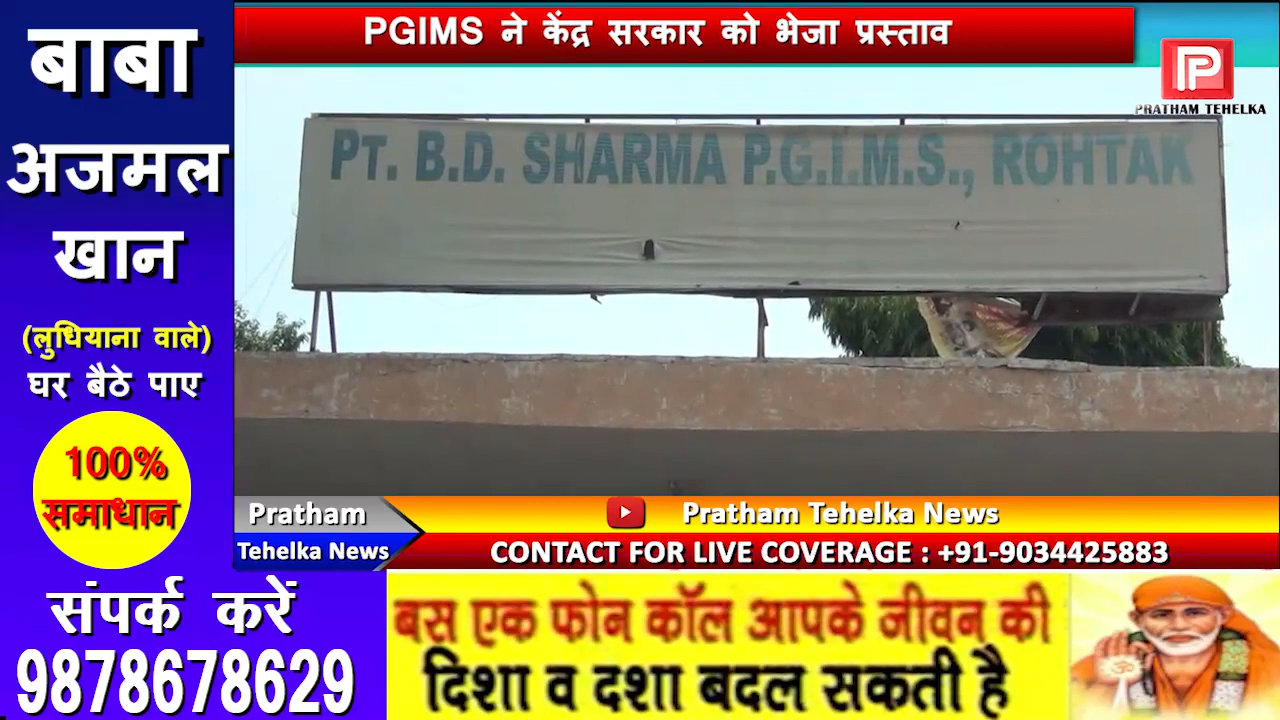 PGIMS ने केंद्र सरकार को भेजा प्रस्ताव
PRATHAM TEHELKA
PT. B.D. SHARMA P.G.I.M.S., ROHTAK
बाबा
अजमल
खान
(लुधियाना वाले)
घर बैठे पाए
100%
समाधान
संपर्क करें
9878678629
Pratham
Tehelka News
Pratham Tehelka News
CONTACT FOR LIVE COVERAGE : +91-9034425883
बस एक फोन कॉल आपके जीवन की
दिशा व दशा बदल सकती है
ॐ